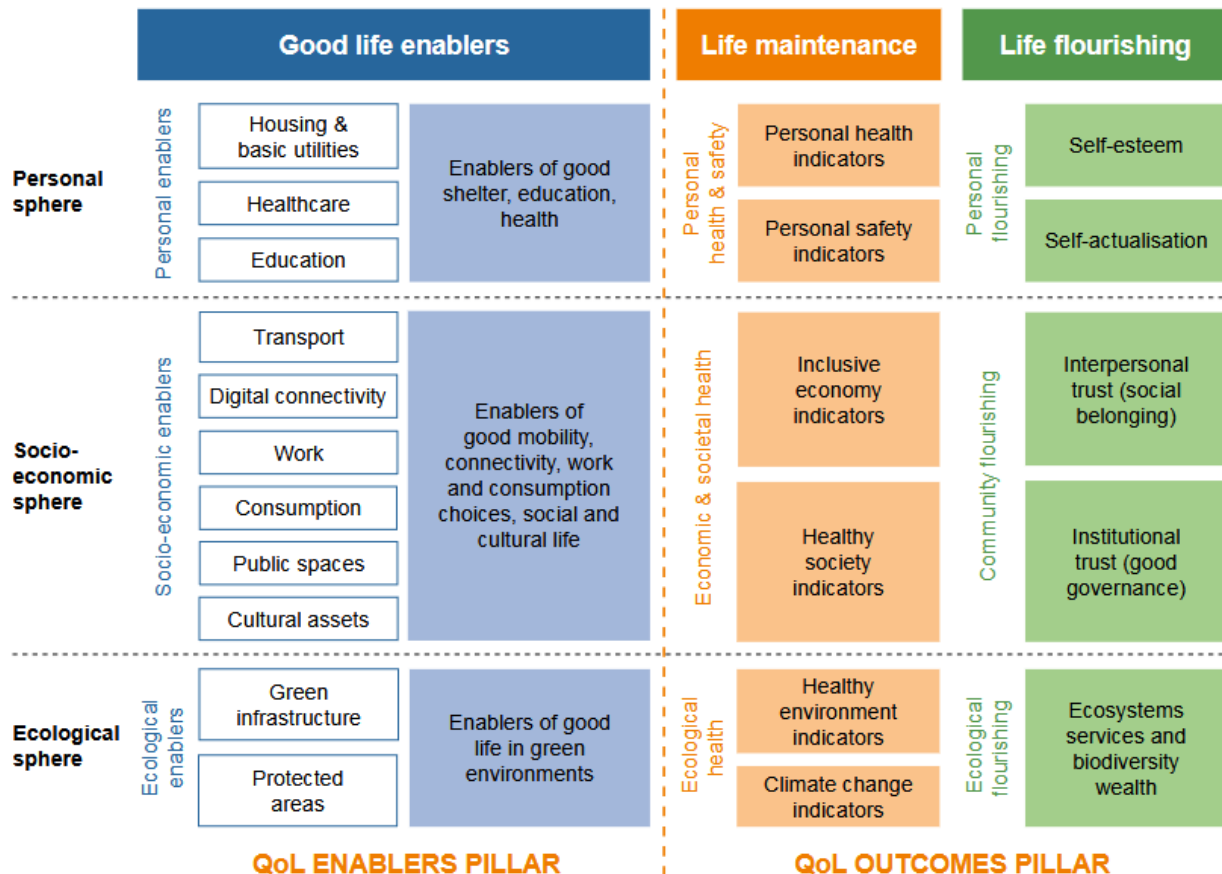 Good life enablers
Life maintenance
Life flourishing
Personal
sphere
Personal enablers
Housing &
basic utilities
Healthcare
Education
Enablers of good
shelter, education,
health
Personal
health & safety
Personal health
indicators
Personal safety
indicators
Personal
flourishing
Self-esteem
Self-actualisation
Socio-
economic
sphere
Socio-economic enablers
Transport
Digital connectivity
Work
Consumption
Public spaces
Cultural assets
Enablers of
good mobility,
connectivity, work
and consumption
choices, social and
cultural life
Economic & societal health
Inclusive
economy
indicators
Healthy
society
indicators
Community flourishing
Interpersonal
trust (social
belonging)
Institutional
trust (good
governance)
Ecological
sphere
Ecological
enablers
Green
infrastructure
Protected
areas
Enablers of good
life in green
environments
Ecological
health
Healthy
environment
indicators
Climate change
indicators
Ecological
flourishing
Ecosystems
services and
biodiversity
wealth
QoL ENABLERS PILLAR
QoL OUTCOMES PILLAR